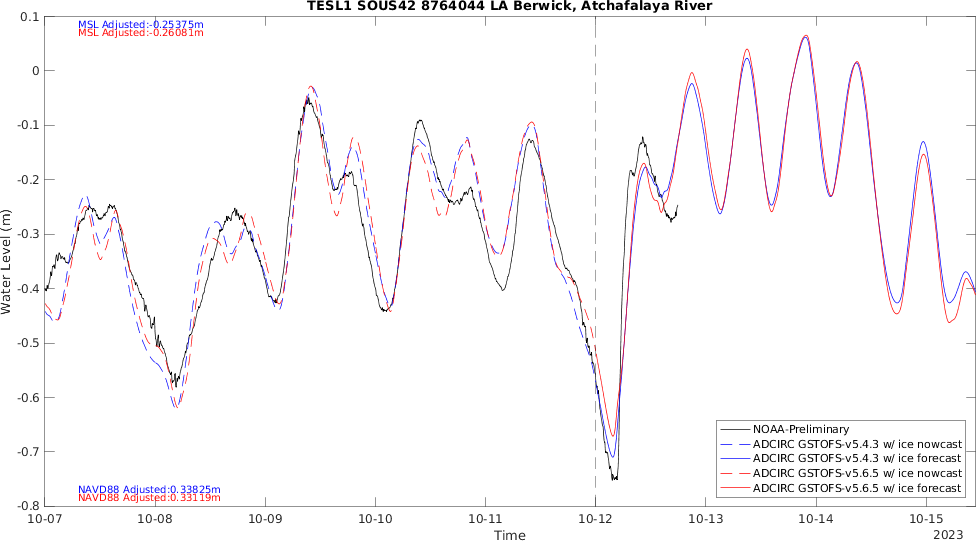 TESL1 SOUS42 8764044 LA Berwick, Atchafalaya River
MSL Adjusted:-0.25375m
MSL Adjusted:-0.26081m
0.1
0
-0.1
-0.2
-0.3
-0.4
-0.5
-0.6
-0.7
-0.8
Water Level (m)
NAVD88 Adjusted:0.33825m
NAVD88 Adjusted:0.33119m
NOAA-Preliminary
ADCIRC GSTOFS-v5.4.3 w/ ice nowcast
ADCIRC GSTOFS-v5.4.3 w/ ice forecast
ADCIRC GSTOFS-v5.6.5 w/ ice nowcast
ADCIRC GSTOFS-v5.6.5 w/ ice forecast
10-07 10-08 10-09 10-10 10-11 10-12 10-13 10-14 10-15
Time
2023